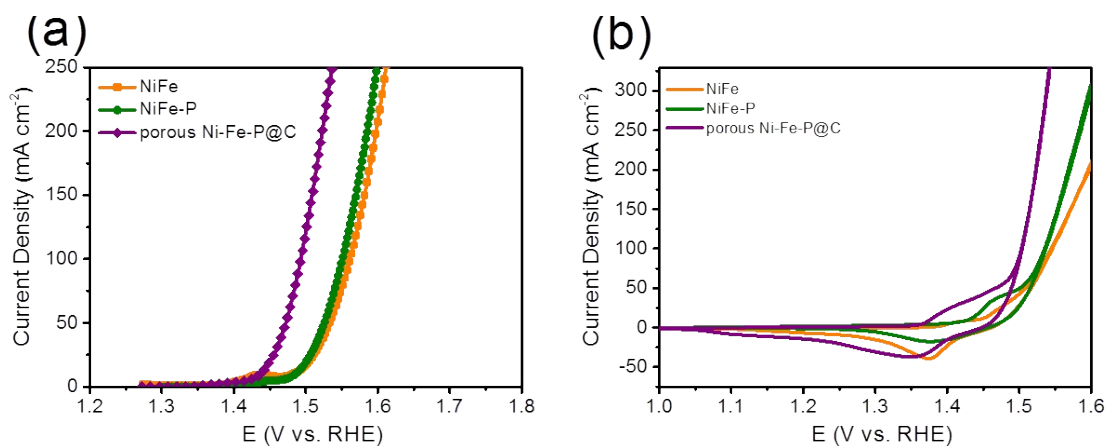 (a)
250
200
150
100
50
0
Current Density (mA cm-2)
NiFe
NiFe-P
porous Ni-Fe-P@C
1.2 1.3 1.4 1.5 1.6 1.7 1.8
E (V vs. RHE)
(b)
300
250
200
150
100
50
0
-50
Current Density (mA cm-2)
NiFe
NiFe-P
porous Ni-Fe-P@C
1.0 1.1 1.2 1.3 1.4 1.5 1.6
E (V vs. RHE)